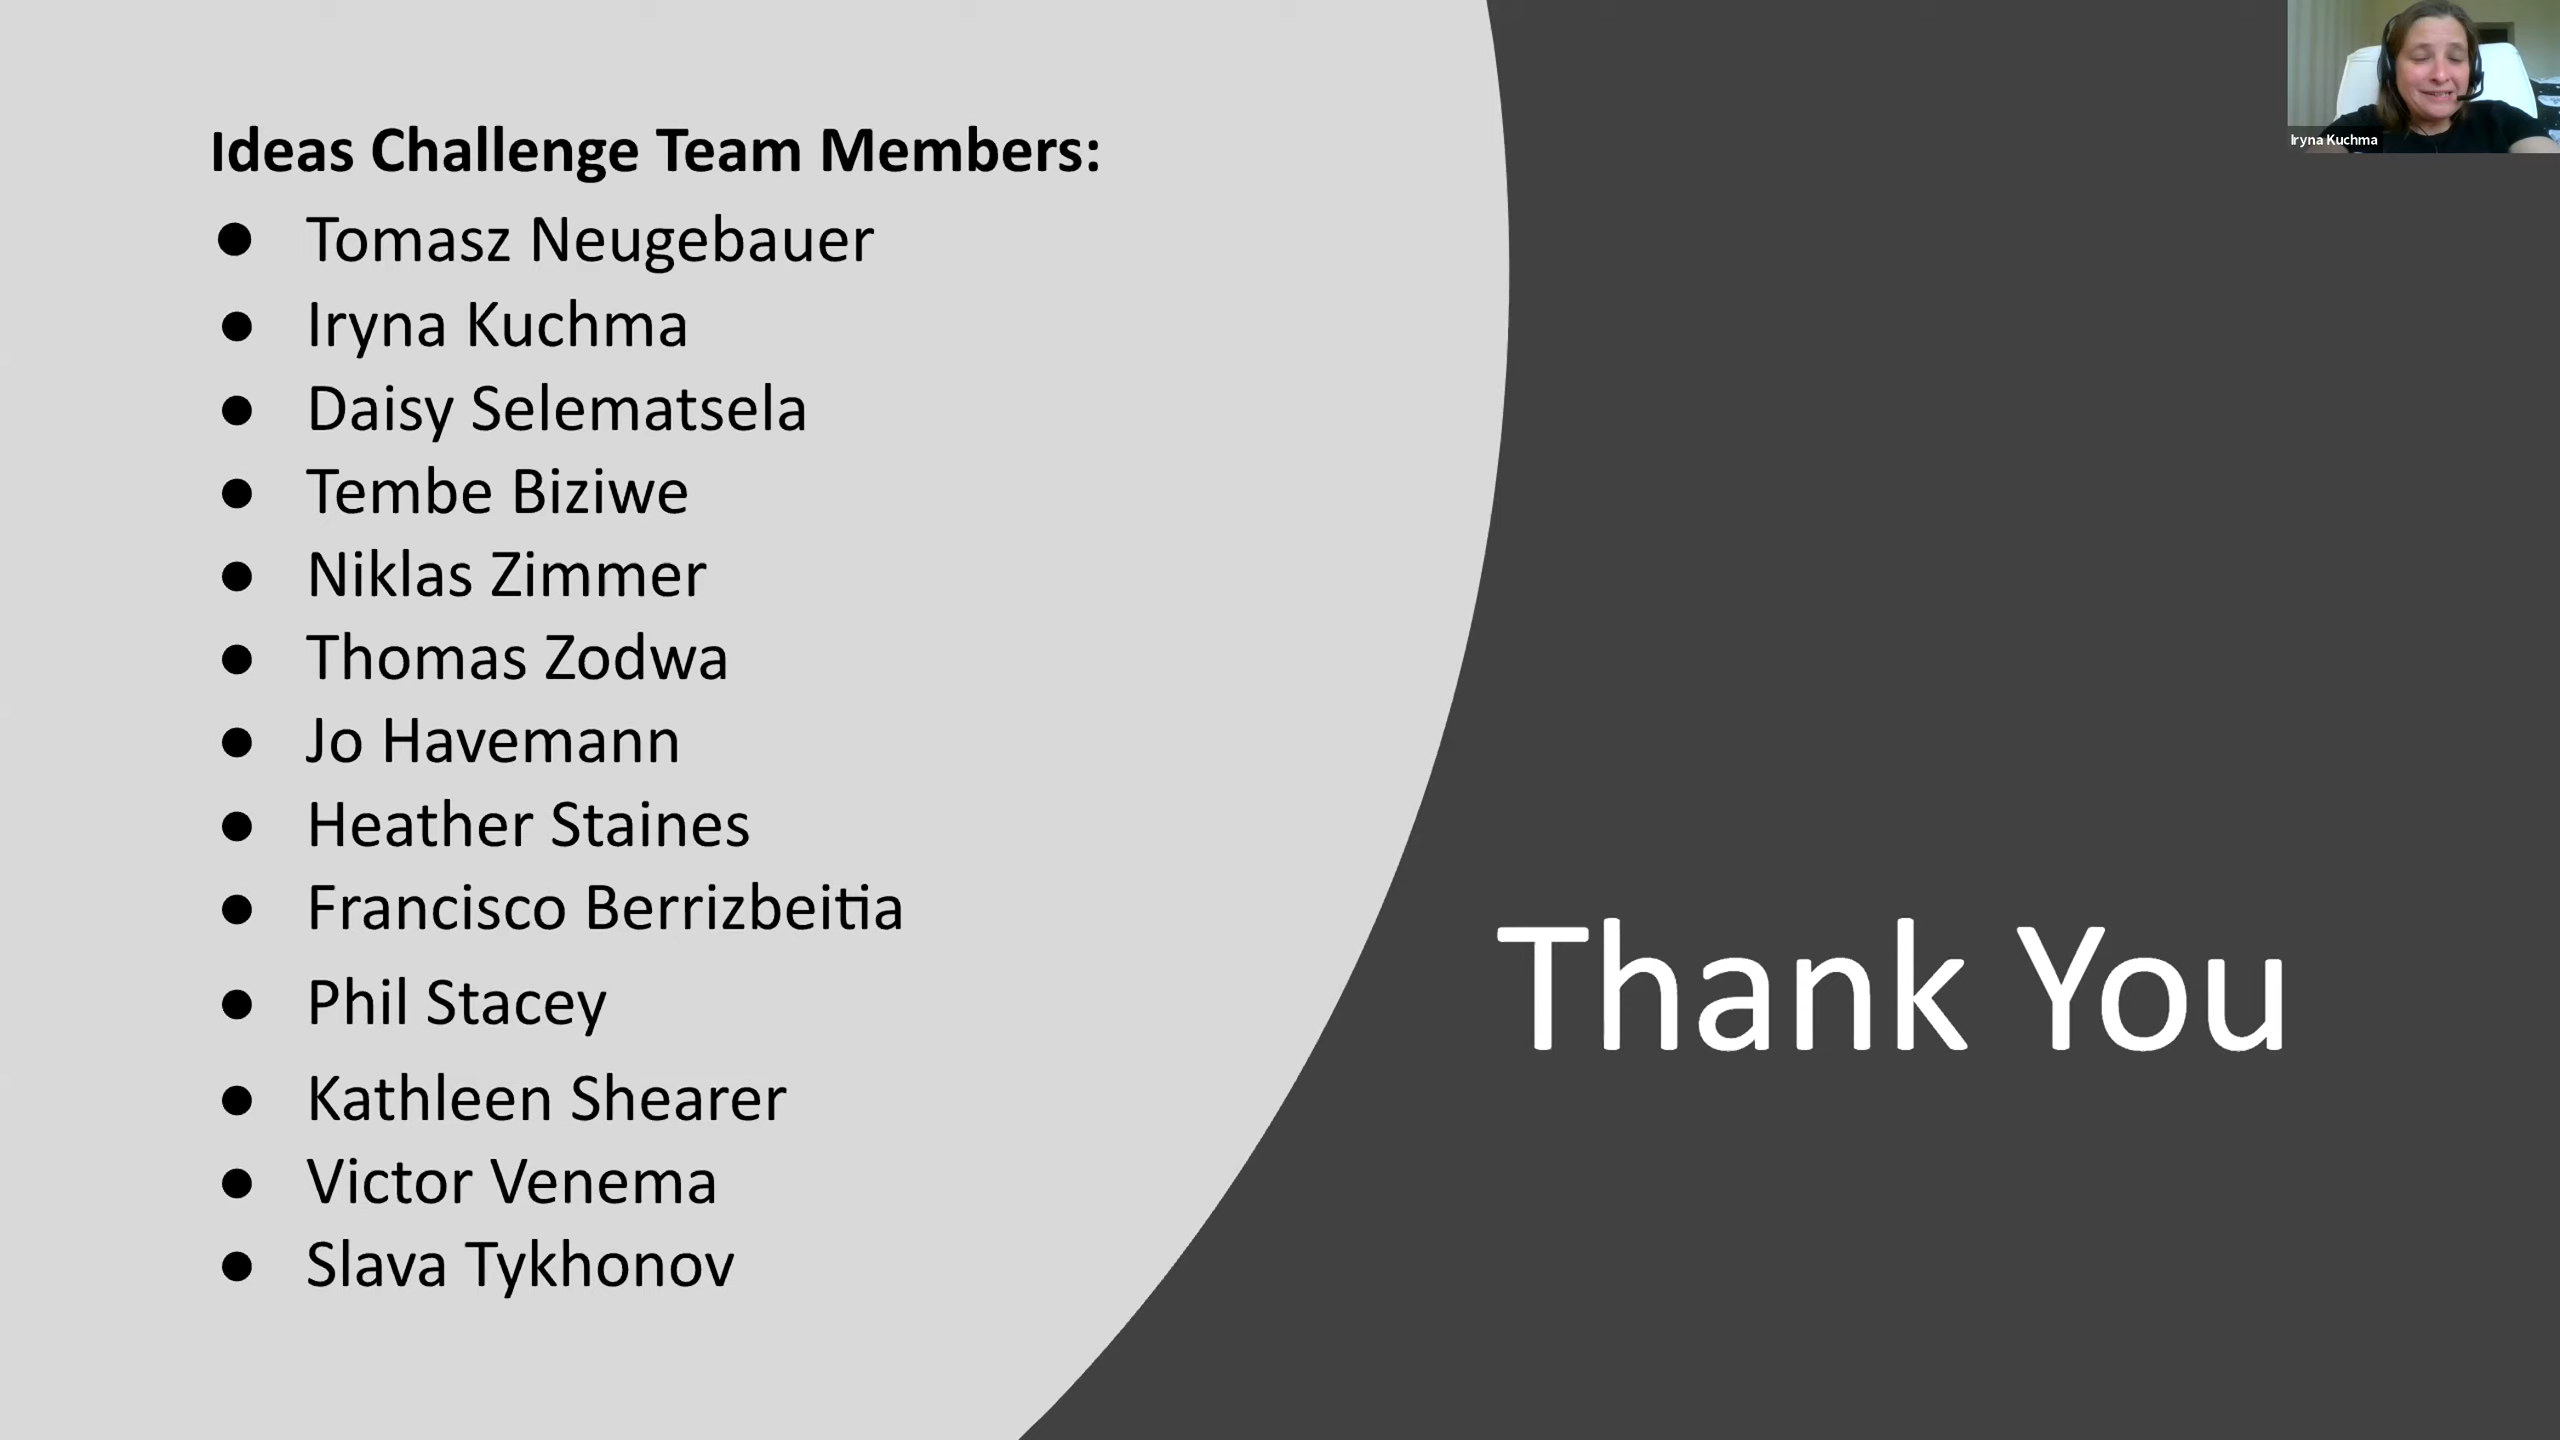 Ideas Challenge Team Members:
● Tomasz Neugebauer
● Iryna Kuchma
● Daisy Selematsela
● Tembe Biziwe
● Niklas Zimmer
● Thomas Zodwa
● Jo Havemann
● Heather Staines
● Francisco Berrizbeitia
● Phil Stacey
● Kathleen Shearer
● Victor Venema
● Slava Tykhonov
Thank You
Iryna Kuchma